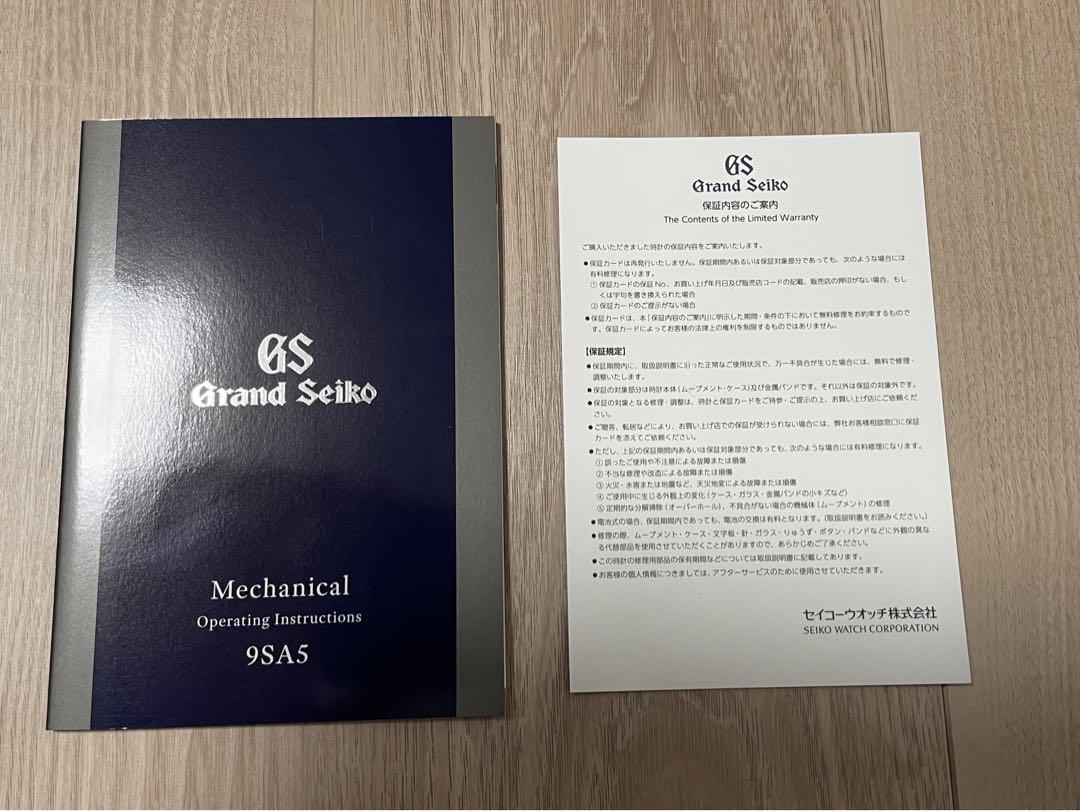 GS
Grand Seiko
Mechanical
Operating Instructions
9SA5
GS
Grand Seiko
保証内容のご案内
The Contents of the Limited Warranty
ご購入いただきました時計の保証内容をご案内いたします。
●保証カードは再発行いたしません。保証期間内あるいは保証対象部分であっても、次のような場合には
有料修理になります。
①保証カードの保証No.、お買い上げ年月日及び販売店コードの記載、販売店の押印がない場合、もし
くは字句を書き換えられた場合
②保証カードのご提示がない場合
●保証カードは、本「保証内容のご案内」に明示した期間・条件の下において無料修理をお約束するもので
す。保証カードによってお客様の法律上の権利を制限するものではありません。
【保証規定】
●保証期間内に、取扱説明書に沿った正常なご使用状況で、万一不具合が生じた場合には、無料で修理・
調整いたします。
●保証の対象部分は時計本体(ムーブメント・ケース)及び金属バンドです。それ以外は保証の対象外です。
●保証の対象となる修理・調整は、時計と保証カードをご持参・ご提示の上、お買い上げ店にご依頼くだ
さい。
●ご贈答、転居などにより、お買い上げ店での保証が受けられない場合には、弊社お客様相談窓口に保証
カードを添えてご依頼ください。
●ただし、上記の保証期間内あるいは保証対象部分であっても、次のような場合には有料修理になります。
①誤ったご使用や不注意による故障または損傷
②不当な修理や改造による故障または損傷
③火災・水害または地震など、天災地変による故障または損傷
④ご使用中に生じる外観上の変化(ケース・ガラス・金属バンドの小キズなど)
⑤定期的な分解掃除(オーバーホール)、不具合がない場合の機械体(ムーブメント)の修理
●電池式の場合、保証期間内であっても、電池の交換は有料となります。(取扱説明書をお読みください。)
●修理の際、ムーブメント・ケース・文字板・針・ガラス・りゅうず・ボタン・バンドなどに外観の異な
る代替部品を使用させていただくことがありますので、あらかじめご了承ください。
●この時計の修理用部品の保有期間などについては取扱説明書に記載してあります。
●お客様の個人情報につきましては、アフターサービスのために使用させていただきます。
セイコーウオッチ株式会社
SEIKO WATCH CORPORATION